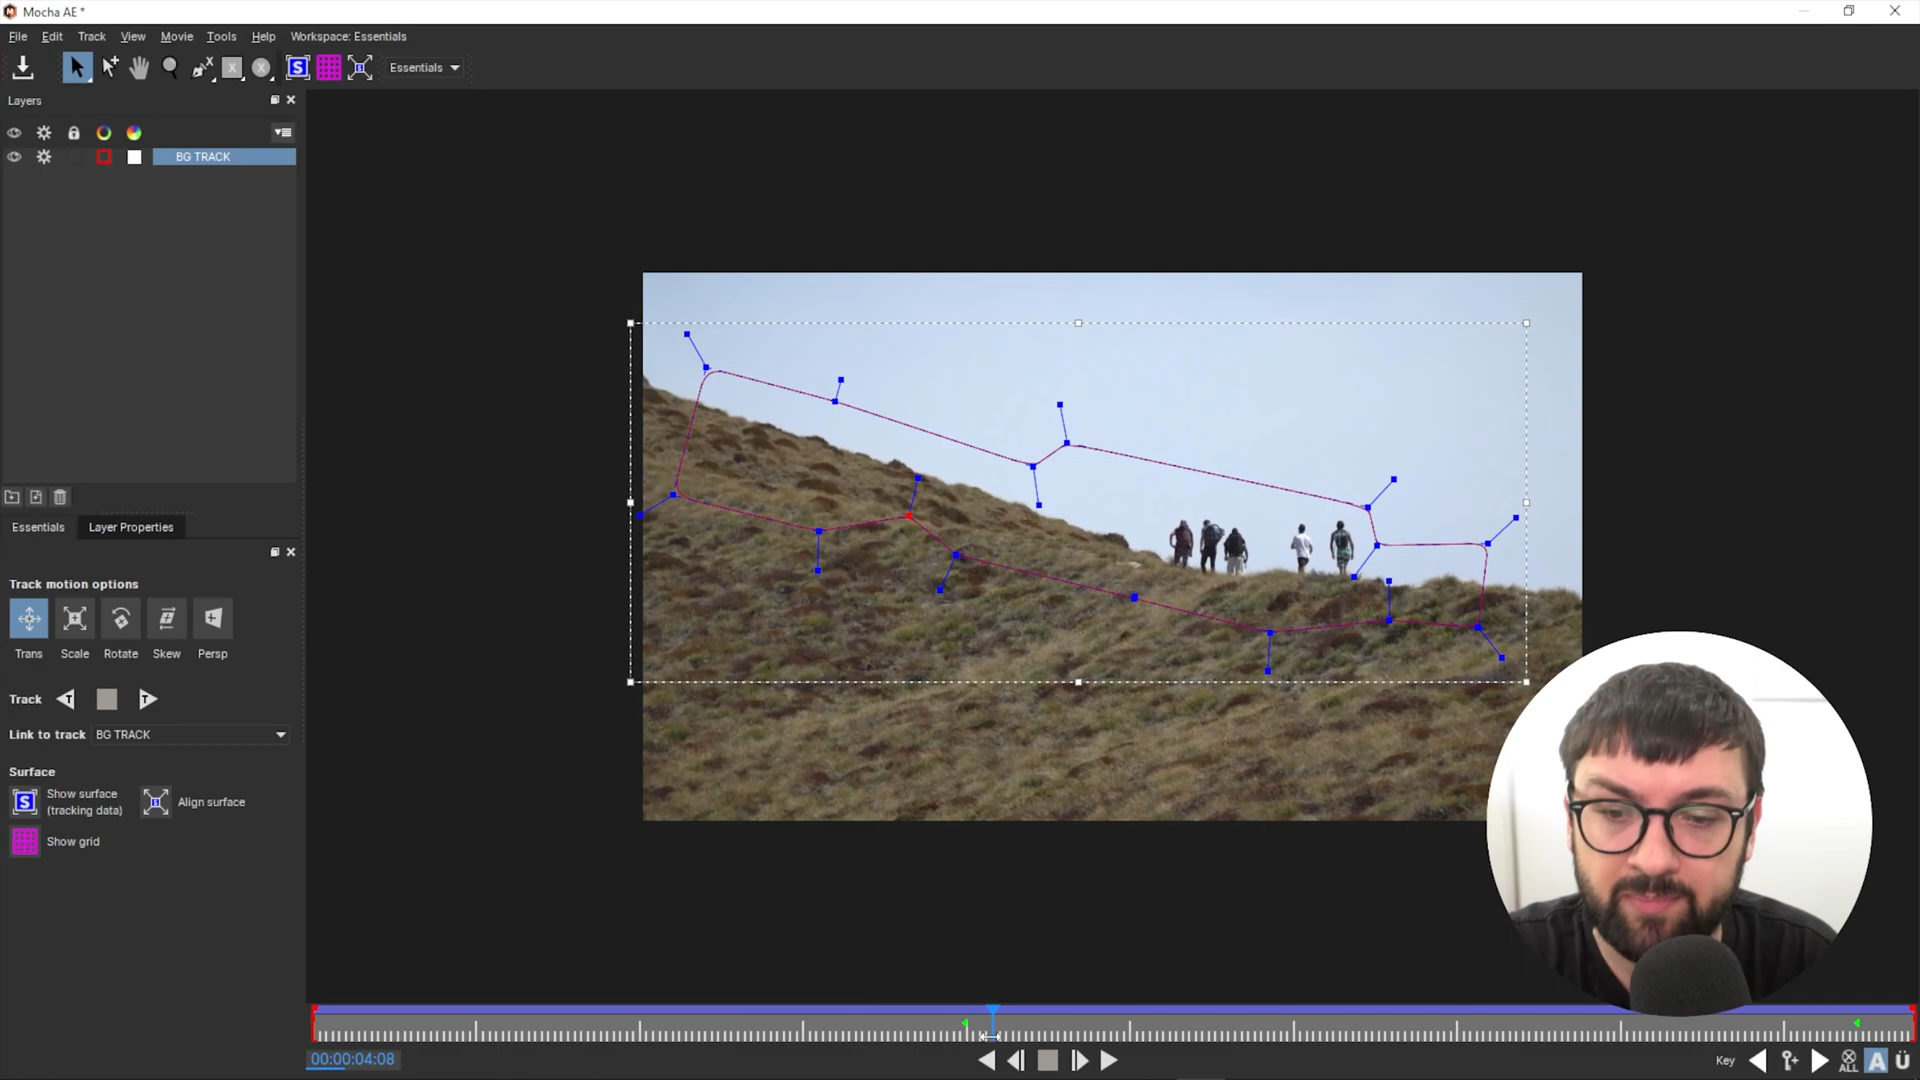 Mocha AE *
File Edit Track View Movie Tools Help Workspace: Essentials
Essentials
Layers
BG TRACK
Essentials Layer Properties
Track motion options
Trans Scale Rotate Skew Persp
Track T T
Link to track BG TRACK
Surface
S Show surface
(tracking data)
S Align surface
Show grid
00:00:04:08
Key ALL A Ü